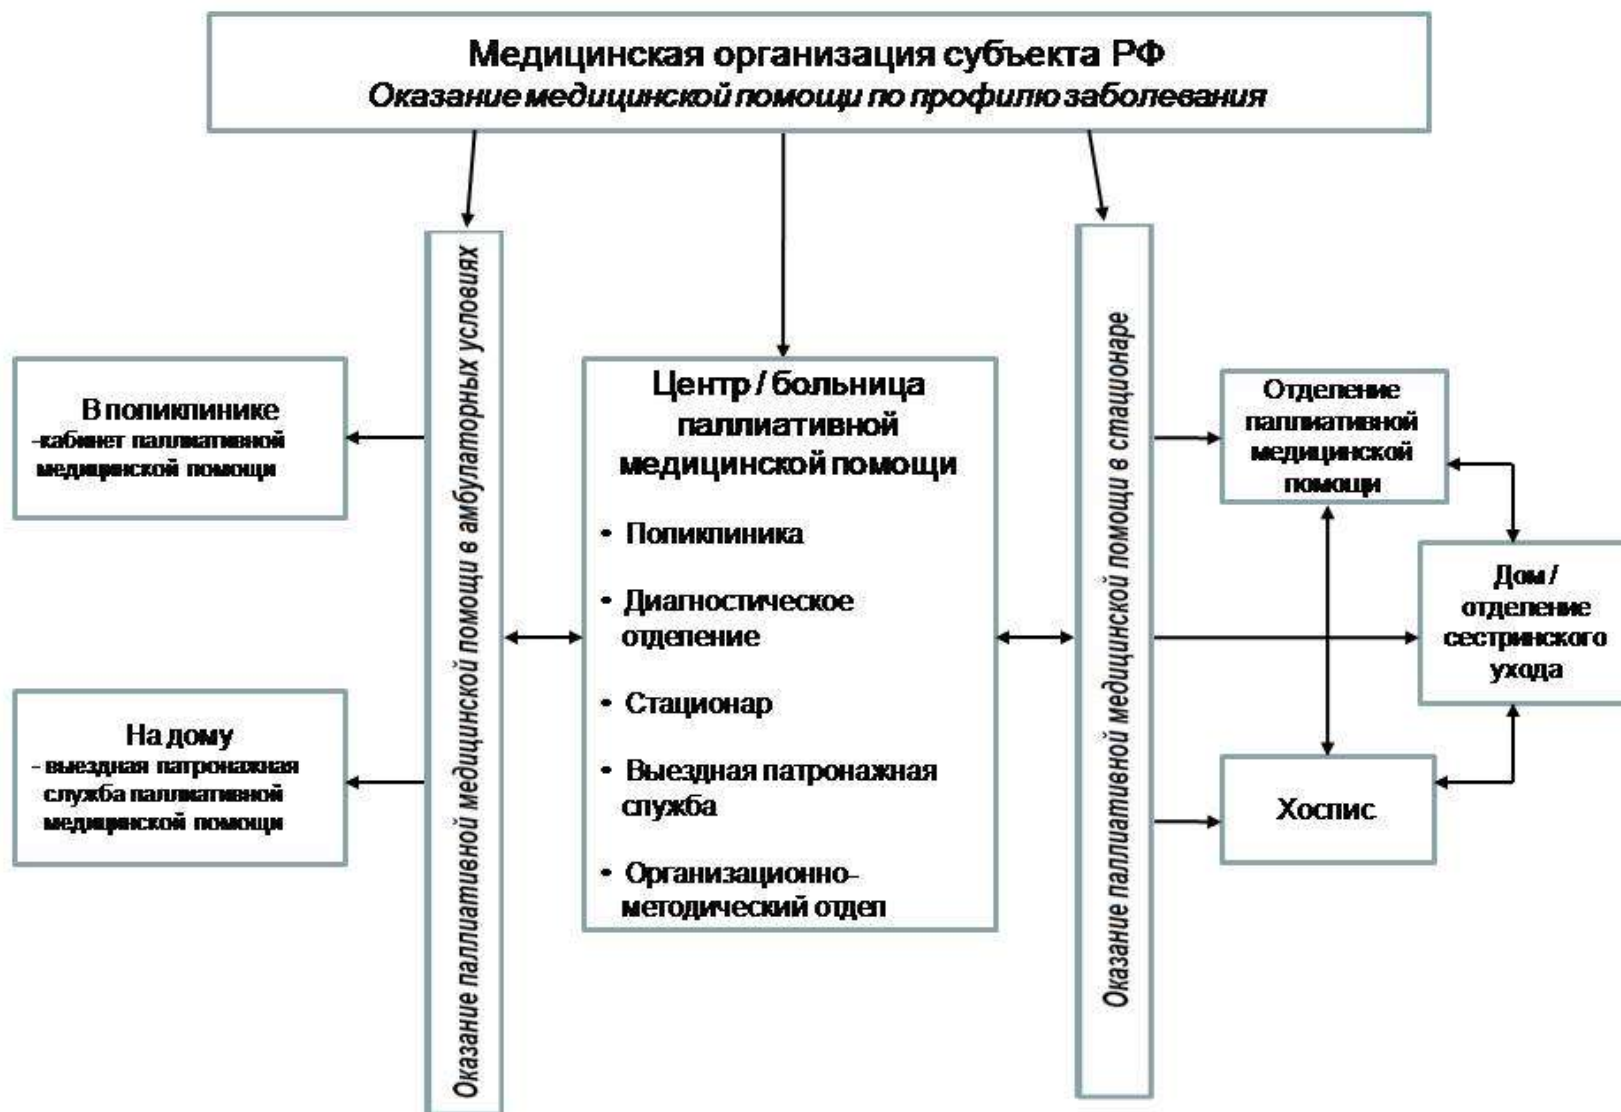 Медицинская организация субъекта РФ
Оказание медицинской помощи по профилю заболевания
Оказание паллиативной медицинской помощи в амбулаторных условиях
В поликлинике
-кабинет паллиативной
медицинской помощи
На дому
- выездная патронажная
служба паллиативной
медицинской помощи
Центр / больница
паллиативной
медицинской помощи
• Поликлиника
• Диагностическое
отделение
• Стационар
• Выездная патронажная
служба
• Организационно-
методический отдел
Оказание паллиативной медицинской помощи в стационаре
Отделение
паллиативной
медицинской
помощи
Дом /
отделение
сестринского
ухода
Хоспис